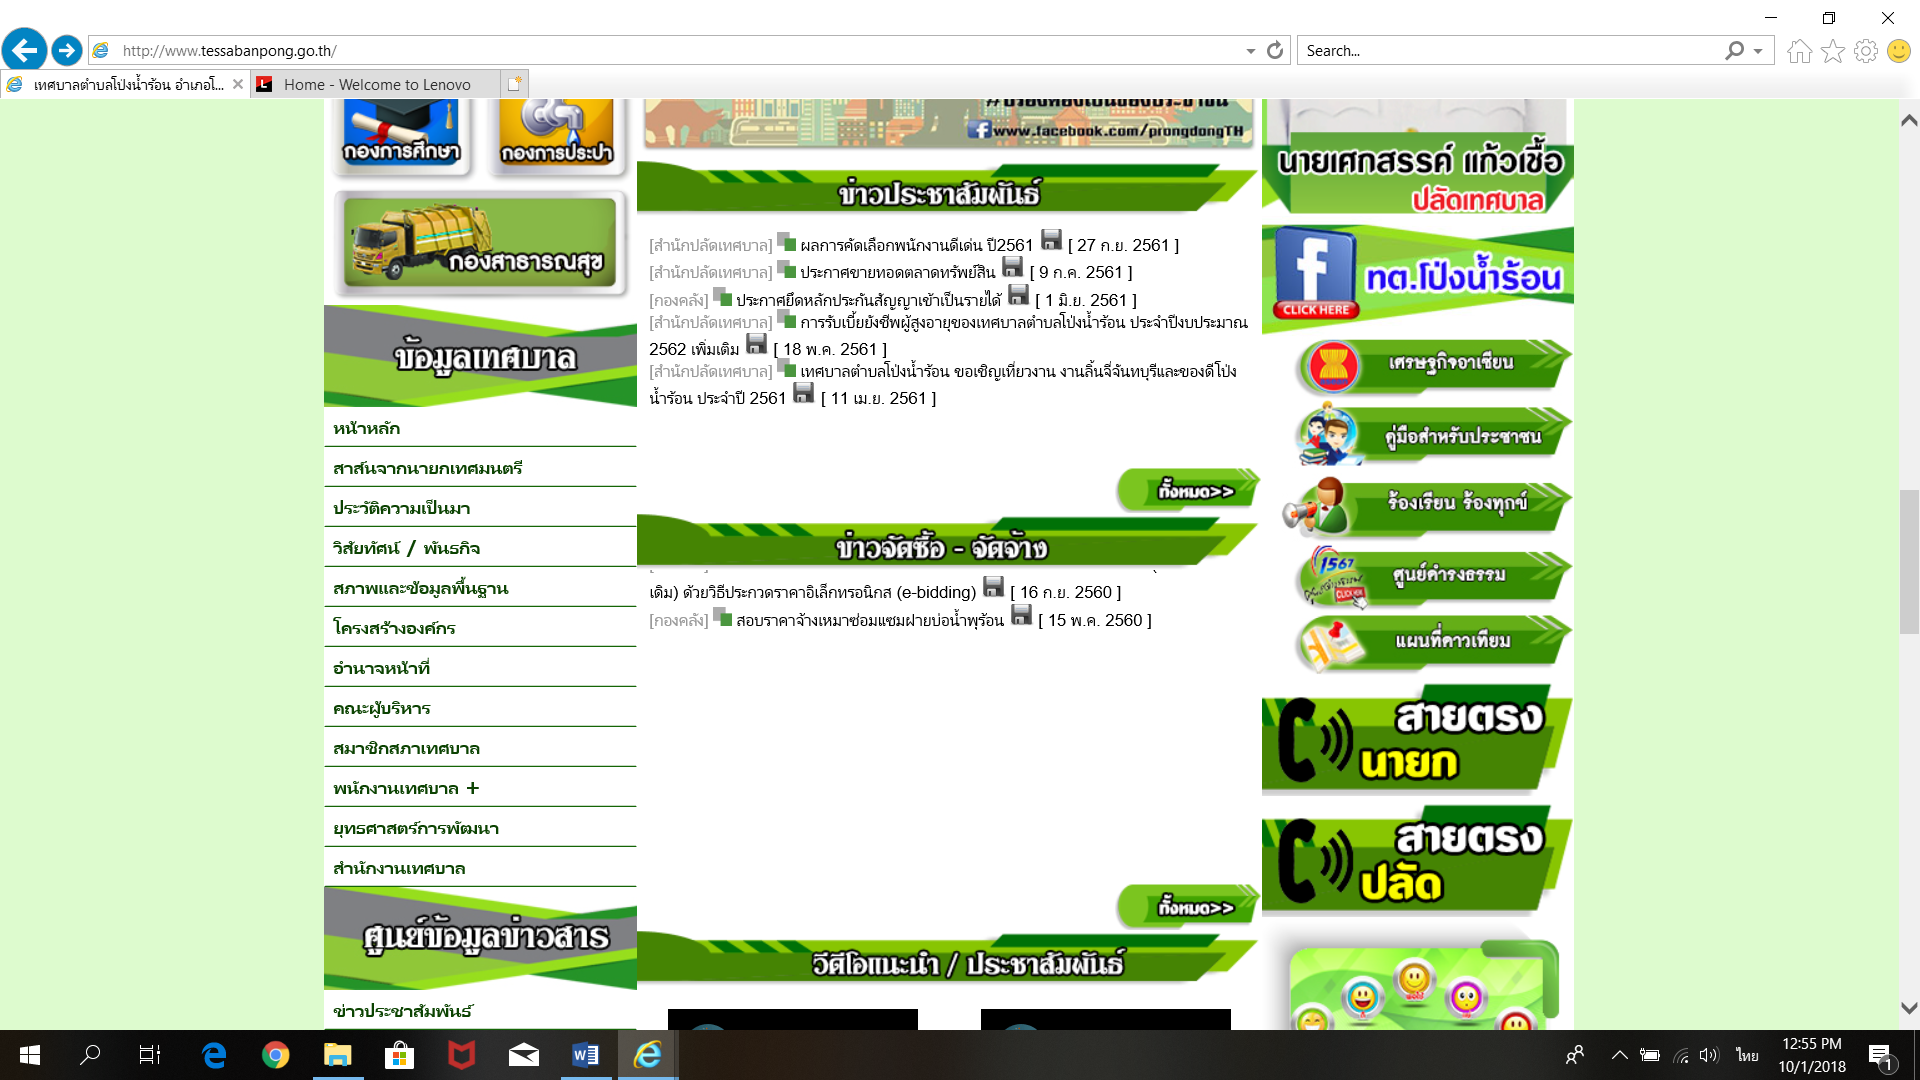 http://www.tessabanpong.go.th/
Search...
เทศบาลตำบลโป่งน้ำร้อน อำเภอโ...
Home - Welcome to Lenovo
กองการศึกษา
กองการประปา
กองสาธารณสุข
ข้อมูลเทศบาล
หน้าหลัก
สาส์นจากนายกเทศมนตรี
ประวัติความเป็นมา
วิสัยทัศน์ / พันธกิจ
สภาพและข้อมูลพื้นฐาน
โครงสร้างองค์กร
อำนาจหน้าที่
คณะผู้บริหาร
สมาชิกสภาเทศบาล
พนักงานเทศบาล +
ยุทธศาสตร์การพัฒนา
สำนักงานเทศบาล
ศูนย์ข้อมูลข่าวสาร
ข่าวประชาสัมพันธ์
www.facebook.com/prongdongTH
ข่าวประชาสัมพันธ์
[สำนักปลัดเทศบาล] ผลการคัดเลือกพนักงานดีเด่น ปี2561 [ 27 ก.ย. 2561 ]
[สำนักปลัดเทศบาล] ประกาศขายทอดตลาดทรัพย์สิน [ 9 ก.ค. 2561 ]
[กองคลัง] ประกาศยึดหลักประกันสัญญาเข้าเป็นรายได้ [ 1 มิ.ย. 2561 ]
[สำนักปลัดเทศบาล] การรับเบี้ยยังชีพผู้สูงอายุของเทศบาลตำบลโป่งน้ำร้อน ประจำปีงบประมาณ
2562 เพิ่มเติม [ 18 พ.ค. 2561 ]
[สำนักปลัดเทศบาล] เทศบาลตำบลโป่งน้ำร้อน ขอเชิญเที่ยวงาน งานลิ้นจี่จันทบุรีและของดีโป่ง
น้ำร้อน ประจำปี 2561 [ 11 เม.ย. 2561 ]
ทั้งหมด>>
ข่าวจัดซื้อ - จัดจ้าง
เดิม) ด้วยวิธีประกวดราคาอิเล็กทรอนิกส (e-bidding) [ 16 ก.ย. 2560 ]
[กองคลัง] สอบราคาจ้างเหมาซ่อมแซมฝายบ่อน้ำพุร้อน [ 15 พ.ค. 2560 ]
ทั้งหมด>>
วีดีโอแนะนำ / ประชาสัมพันธ์
นายเศกสรรค์ แก้วเชื้อ
ปลัดเทศบาล
CLICK HERE
ทต.โป่งน้ำร้อน
เศรษฐกิจอาเซียน
คู่มือสำหรับประชาชน
ร้องเรียน ร้องทุกข์
1567
ศูนย์ดำรงธรรม
แผนที่ดาวเทียม
สายตรง
นายก
สายตรง
ปลัด
ไทย
12:55 PM
10/1/2018
1